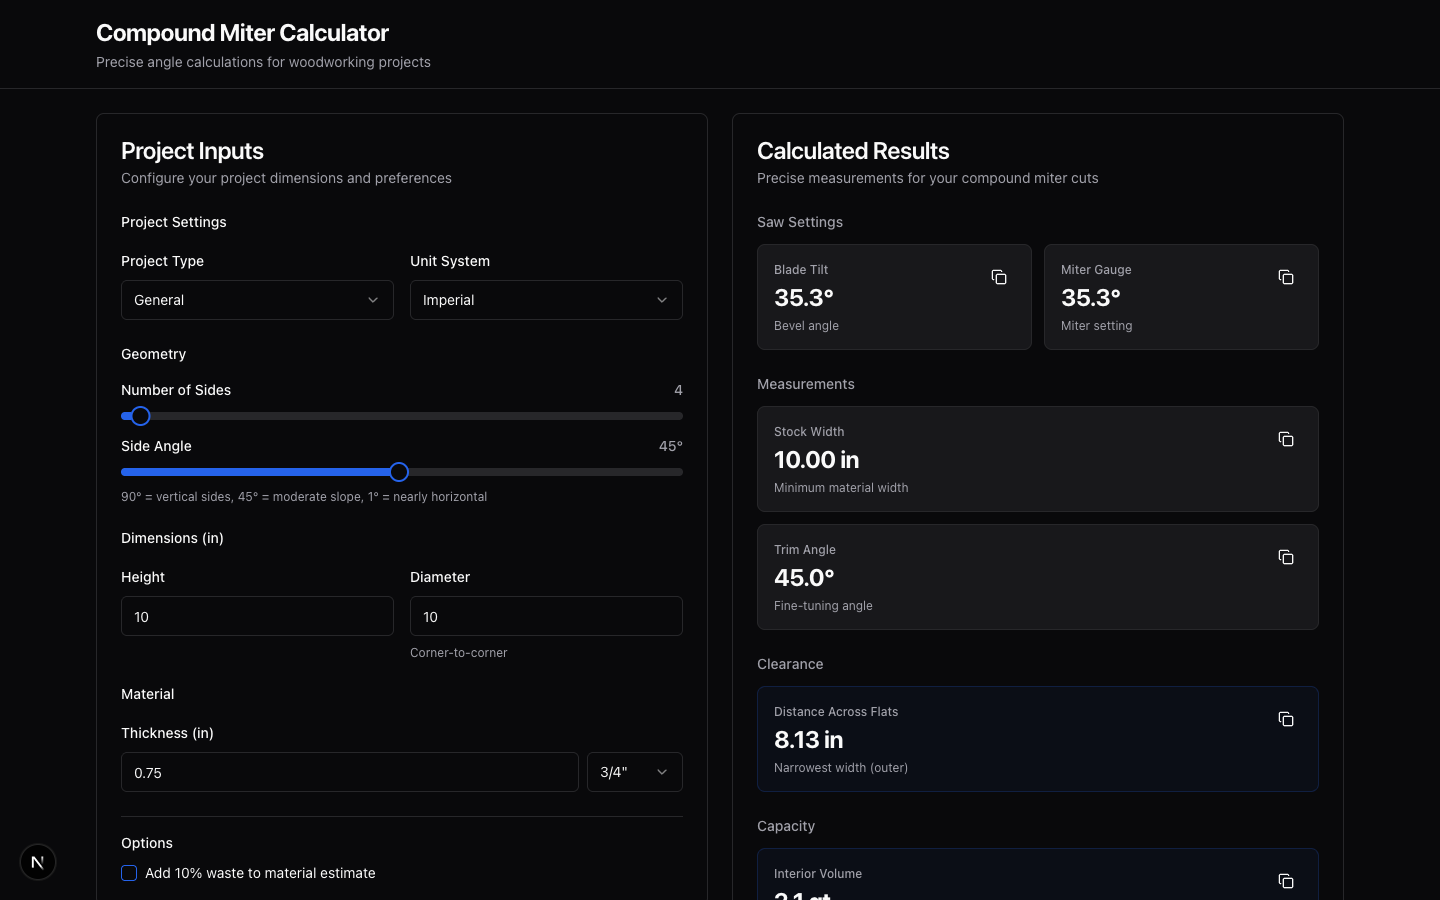 Compound Miter Calculator
Precise angle calculations for woodworking projects
Project Inputs
Configure your project dimensions and preferences
Project Settings
Project Type
Unit System
General
Imperial
Geometry
Number of Sides
4
Side Angle
45°
90° = vertical sides, 45° = moderate slope, 1° = nearly horizontal
Dimensions (in)
Height
Diameter
10
10
Corner-to-corner
Material
Thickness (in)
0.75
3/4"
Options
Add 10% waste to material estimate
N
Calculated Results
Precise measurements for your compound miter cuts
Saw Settings
Blade Tilt
35.3°
Bevel angle
Miter Gauge
35.3°
Miter setting
Measurements
Stock Width
10.00 in
Minimum material width
Trim Angle
45.0°
Fine-tuning angle
Clearance
Distance Across Flats
8.13 in
Narrowest width (outer)
Capacity
Interior Volume